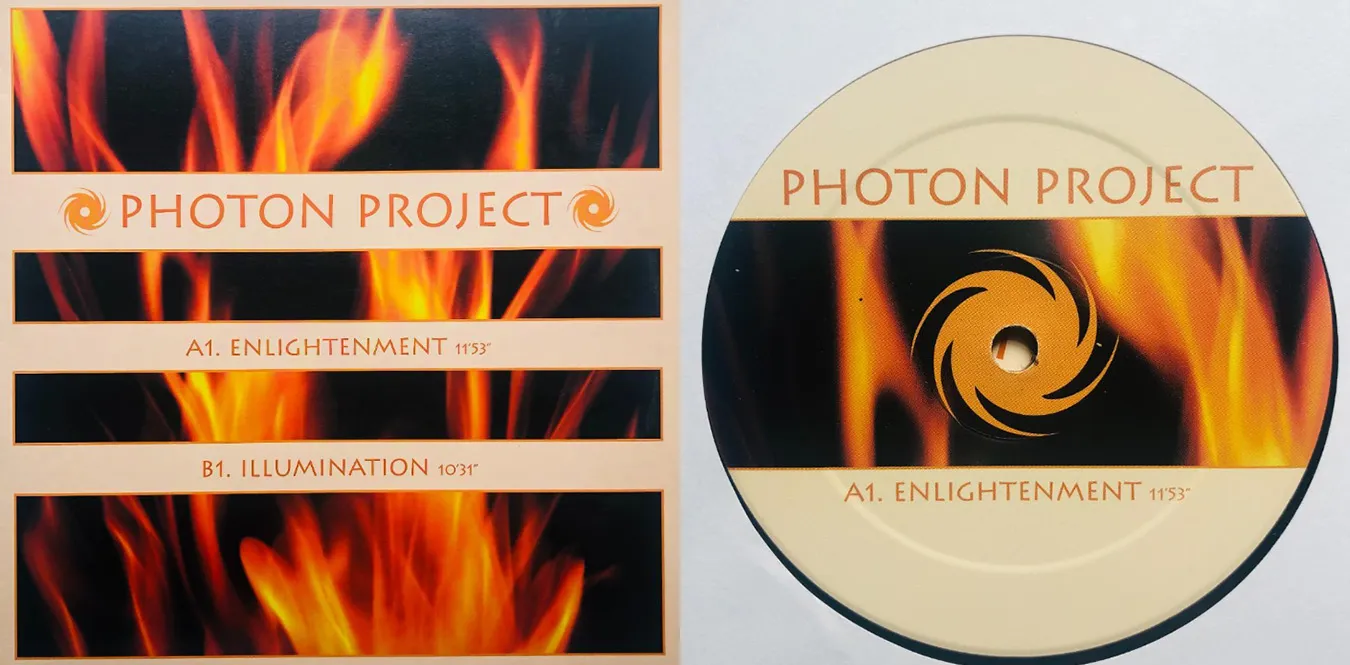 PHOTON PROJECT
A1. ENLIGHTENMENT 11'53"
B1. ILLUMINATION 10'31"
PHOTON PROJECT
A1. ENLIGHTENMENT 11'53"